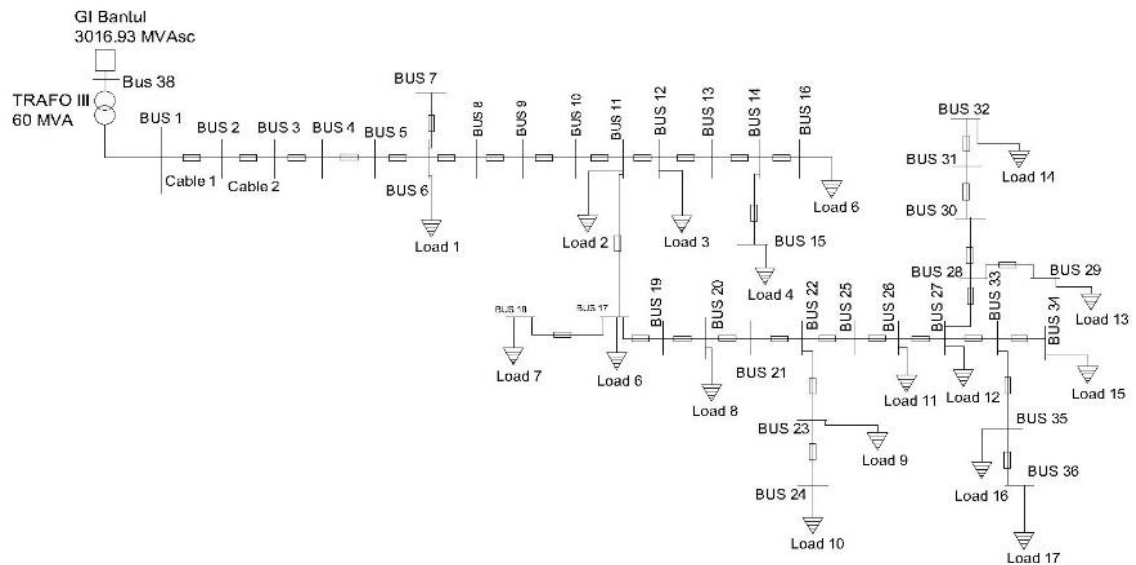 GI Bantul
3016.93 MVAsc
Bus 38
TRAFO III
60 MVA
BUS 1
BUS 2
BUS 3
BUS 4
BUS 5
BUS 7
BUS 8
BUS 9
BUS 10
BUS 11
BUS 12
BUS 13
BUS 14
BUS 16
Cable 1
Cable 2
BUS 6
Load 1
Load 2
Load 3
BUS 15
Load 4
Load 6
BUS 32
BUS 31
Load 14
BUS 30
BUS 28
BUS 29
Load 13
BUS 18
BUS 17
BUS 19
BUS 20
BUS 21
BUS 22
BUS 25
BUS 26
BUS 27
BUS 33
BUS 34
Load 7
Load 6
Load 8
Load 11
Load 12
Load 15
BUS 23
Load 9
BUS 35
BUS 24
Load 16
BUS 36
Load 10
Load 17